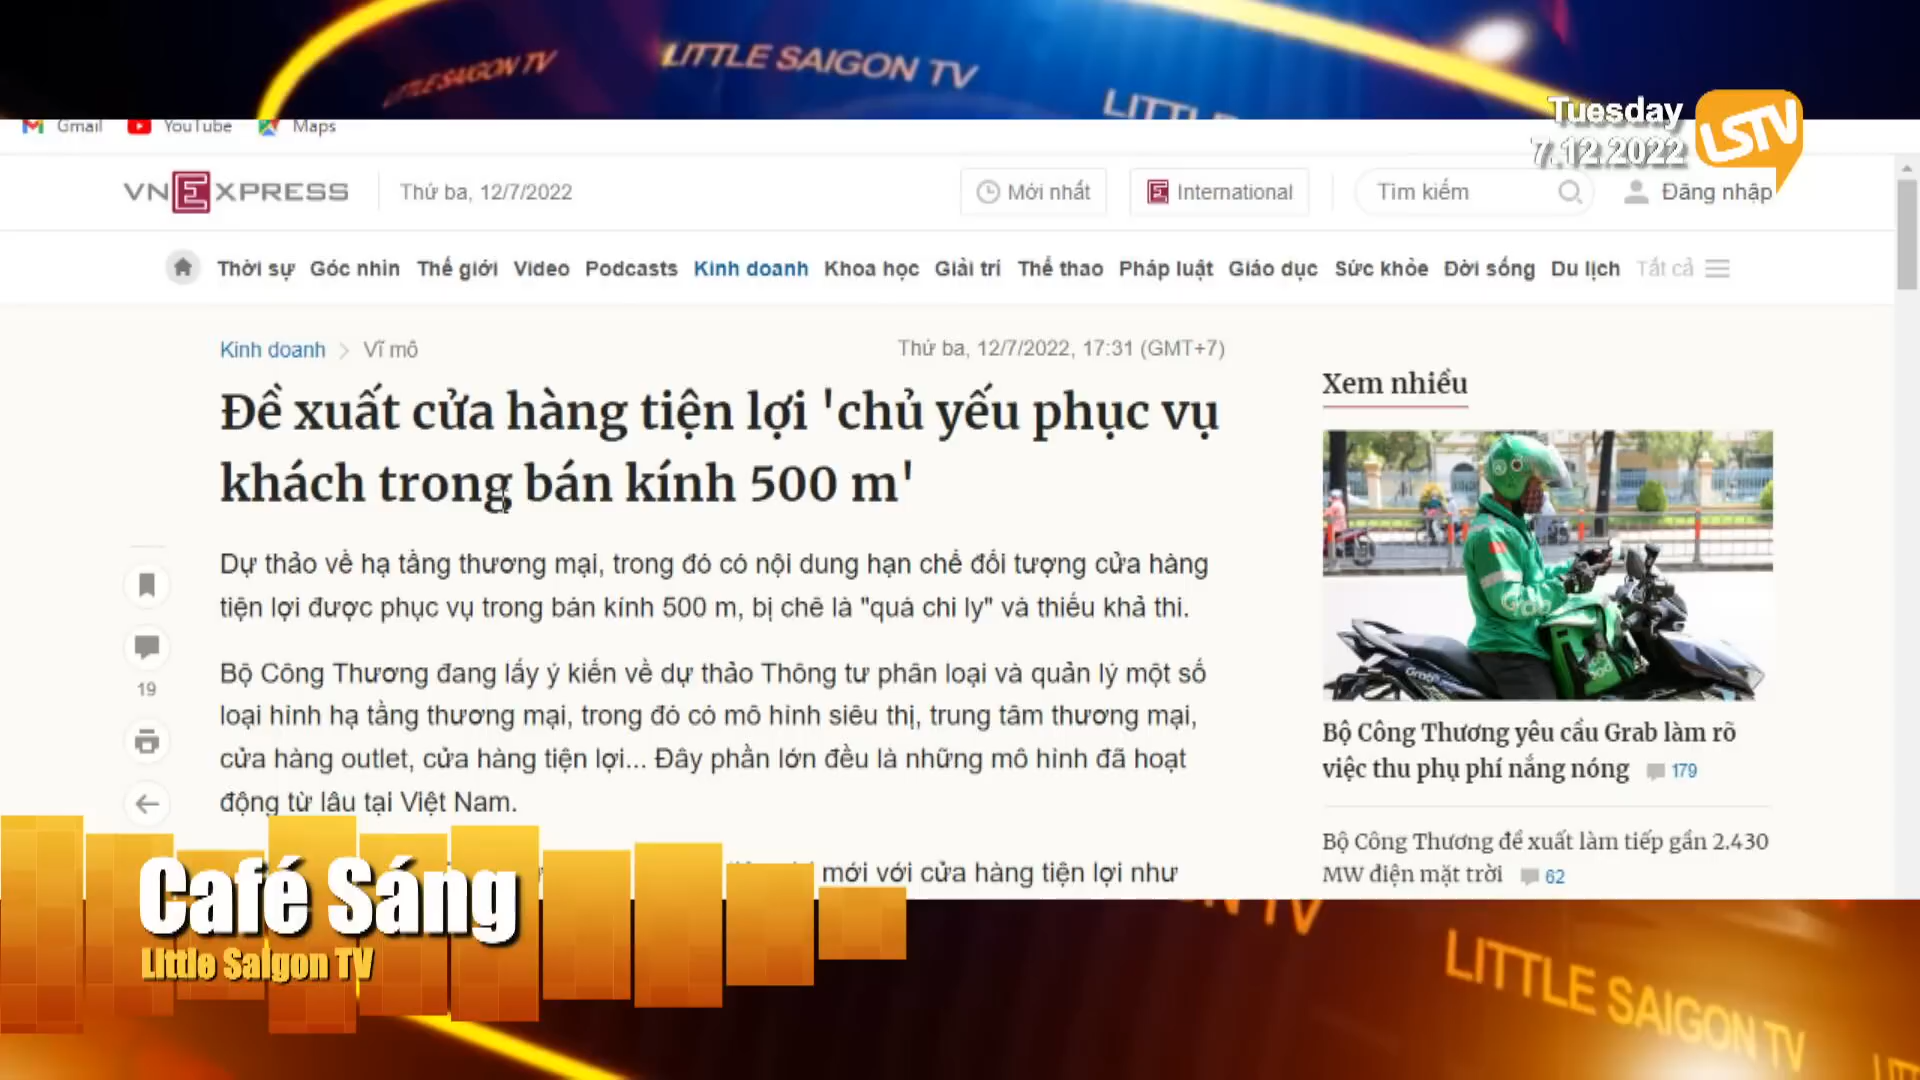 LITTLE SAIGON TV
LITTLE SAIGON TV
Gmail YouTube Maps
Tuesday
7.12.2022
LSTV
VNEXPRESS Thứ ba, 12/7/2022 Mới nhất International Tìm kiếm Đăng nhập
Thời sự Góc nhìn Thế giới Video Podcasts Kinh doanh Khoa học Giải trí Thể thao Pháp luật Giáo dục Sức khỏe Đời sống Du lịch Tất cả
Kinh doanh > Vĩ mô Thứ ba, 12/7/2022, 17:31 (GMT+7)
Đề xuất cửa hàng tiện lợi 'chủ yếu phục vụ
khách trong bán kính 500 m'
Dự thảo về hạ tầng thương mại, trong đó có nội dung hạn chế đối tượng cửa hàng
tiện lợi được phục vụ trong bán kính 500 m, bị chê là "quá chi ly" và thiếu khả thi.
Bộ Công Thương đang lấy ý kiến về dự thảo Thông tư phân loại và quản lý một số
loại hình hạ tầng thương mại, trong đó có mô hình siêu thị, trung tâm thương mại,
cửa hàng outlet, cửa hàng tiện lợi... Đây phần lớn đều là những mô hình đã hoạt
động từ lâu tại Việt Nam.
mới với cửa hàng tiện lợi như
19
Xem nhiều
Grab
Bộ Công Thương yêu cầu Grab làm rõ
việc thu phụ phí nắng nóng 179
Bộ Công Thương đề xuất làm tiếp gần 2.430
MW điện mặt trời 62
Café Sáng
Little Saigon TV
LITTLE SAIGON TV